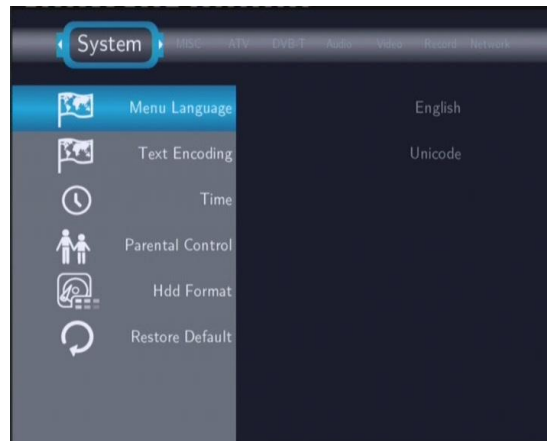 System MISC ATV DVB-T Audio Video Record Network
Menu Language English
Text Encoding Unicode
Time
Parental Control
Hdd Format
Restore Default